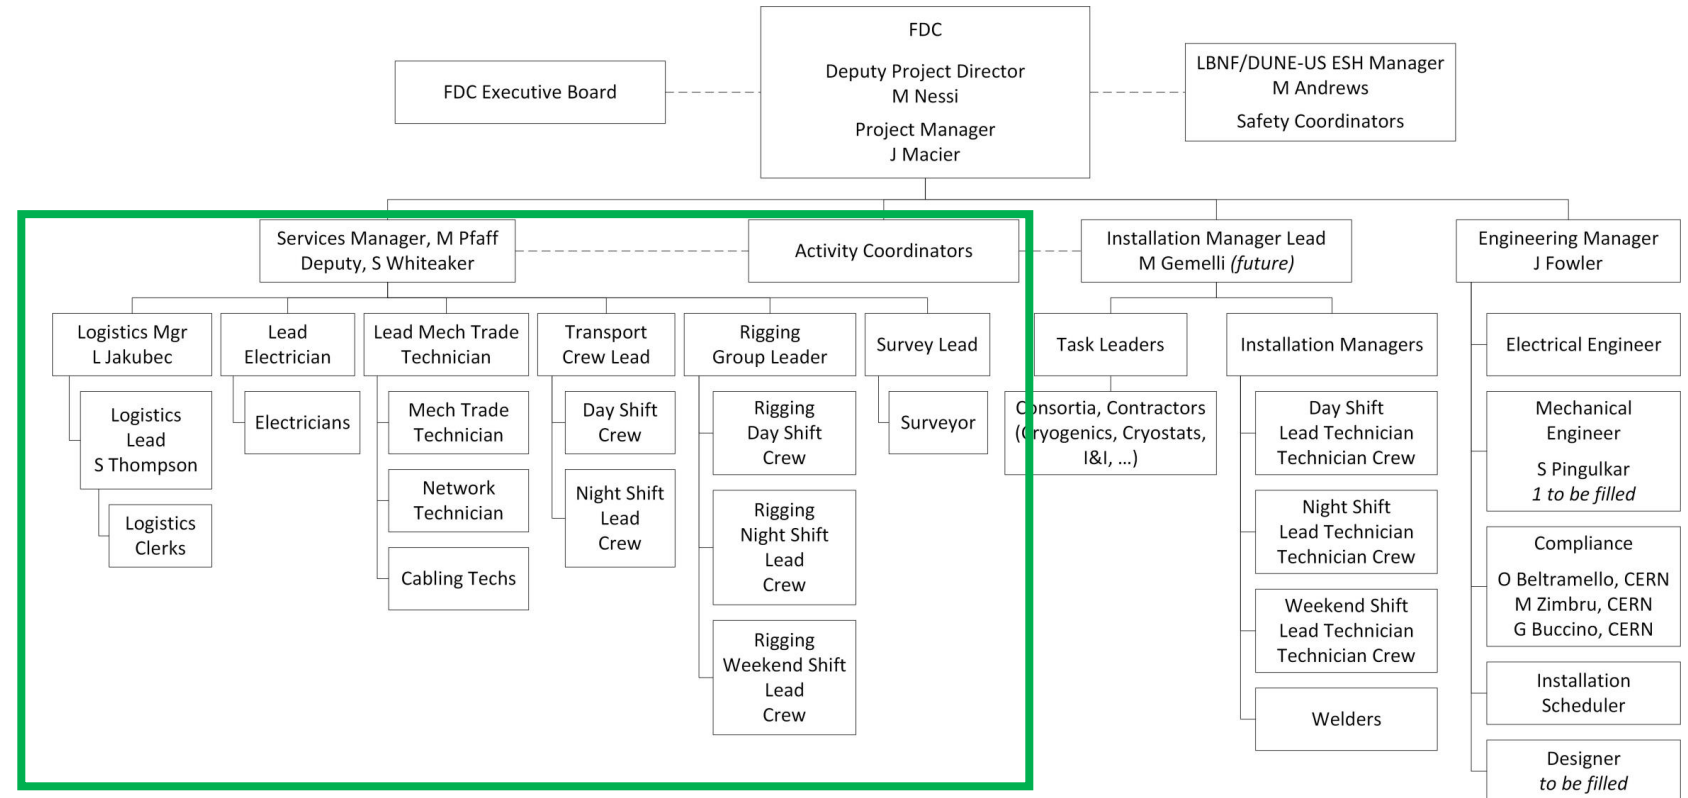 FDC
Deputy Project Director
M Nessi
Project Manager
J Macier
FDC Executive Board
LBNF/DUNE-US ESH Manager
M Andrews
Safety Coordinators
Services Manager, M Pfaff
Deputy, S Whiteaker
Activity Coordinators
Installation Manager Lead
M Gemelli (future)
Engineering Manager
J Fowler
Logistics Mgr
L Jakubec
Logistics
Lead
S Thompson
Logistics
Clerks
Lead
Electrician
Electricians
Lead Mech Trade
Technician
Mech Trade
Technician
Network
Technician
Cabling Techs
Transport
Crew Lead
Day Shift
Crew
Night Shift
Lead
Crew
Rigging
Group Leader
Rigging
Day Shift
Crew
Rigging
Night Shift
Lead
Crew
Rigging
Weekend Shift
Lead
Crew
Survey Lead
Surveyor
Task Leaders
Consortia, Contractors
(Cryogenics, Cryostats,
I&I, …)
Installation Managers
Day Shift
Lead Technician
Technician Crew
Night Shift
Lead Technician
Technician Crew
Weekend Shift
Lead Technician
Technician Crew
Welders
Electrical Engineer
Mechanical
Engineer
S Pingulkar
1 to be filled
Compliance
O Beltramello, CERN
M Zimbru, CERN
G Buccino, CERN
Installation
Scheduler
Designer
to be filled